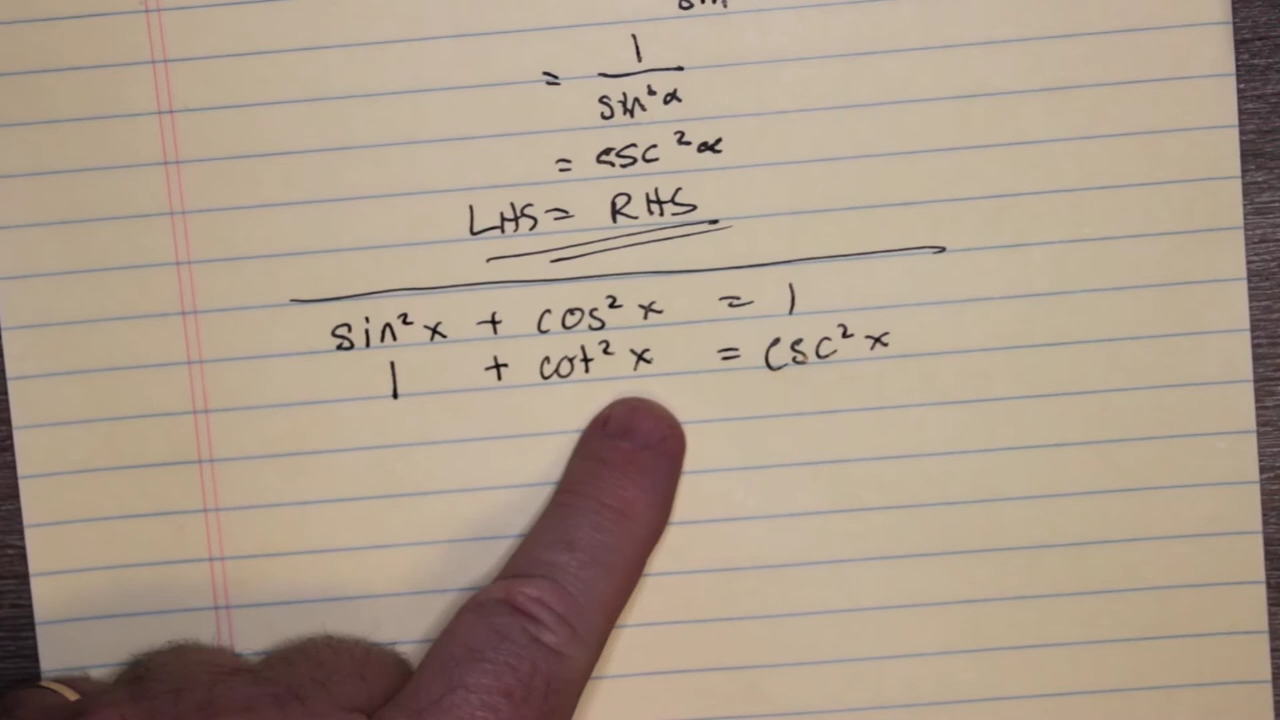 = 1
sin²α
= csc²α
LHS = RHS
sin²x + cos²x = 1
1 + cot²x = csc²x